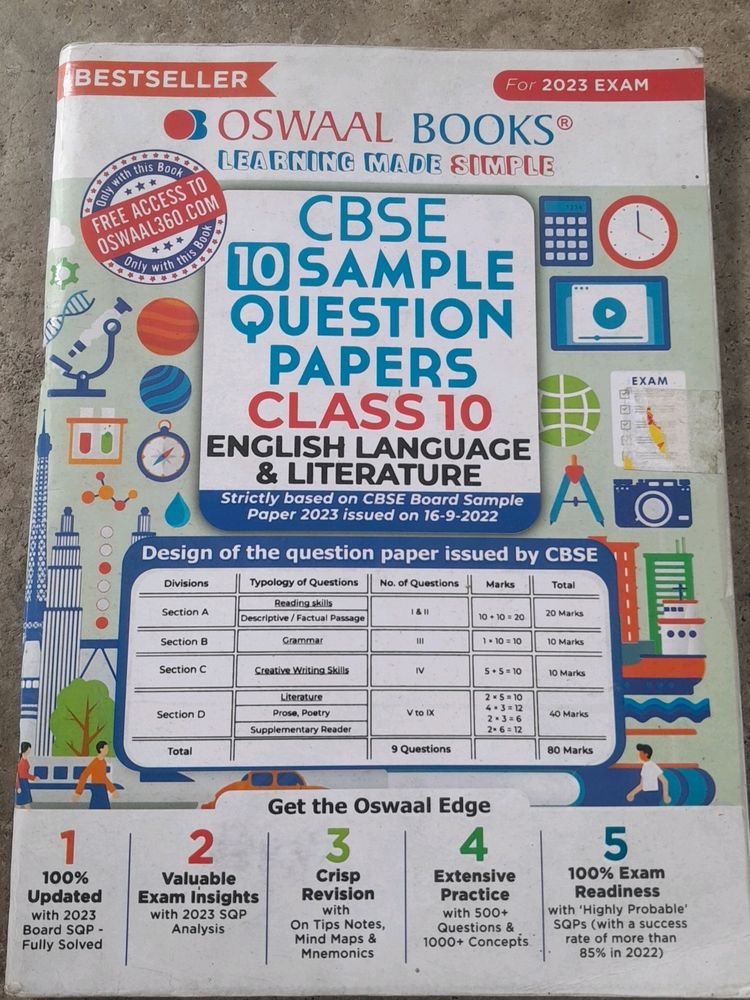 BESTSELLER
For 2023 EXAM
OSWAAL BOOKS®
LEARNING MADE SIMPLE
Only with this Book
FREE ACCESS TO
OSWAAL360.COM
Only with this Book
CBSE
10 SAMPLE
QUESTION
PAPERS
CLASS 10
ENGLISH LANGUAGE
& LITERATURE
Strictly based on CBSE Board Sample
Paper 2023 issued on 16-9-2022
1234
EXAM
Design of the question paper issued by CBSE
Divisions Typology of Questions No. of Questions Marks Total
Section A Reading skills Descriptive / Factual Passage I & II 10 + 10 = 20 20 Marks
Section B Grammar III 1 × 10 = 10 10 Marks
Section C Creative Writing Skills IV 5 + 5 = 10 10 Marks
Literature 2 × 5 = 10
Section D Prose, Poetry V to IX 4 × 3 = 12 40 Marks
2 × 3 = 6
Supplementary Reader 2 × 6 = 12
Total 9 Questions 80 Marks
Get the Oswaal Edge
1
100%
Updated
with 2023
Board SQP -
Fully Solved
2
Valuable
Exam Insights
with 2023 SQP
Analysis
3
Crisp
Revision
with
On Tips Notes,
Mind Maps &
Mnemonics
4
Extensive
Practice
with 500+
Questions &
1000+ Concepts
5
100% Exam
Readiness
with ‘Highly Probable’
SQPs (with a success
rate of more than
85% in 2022)